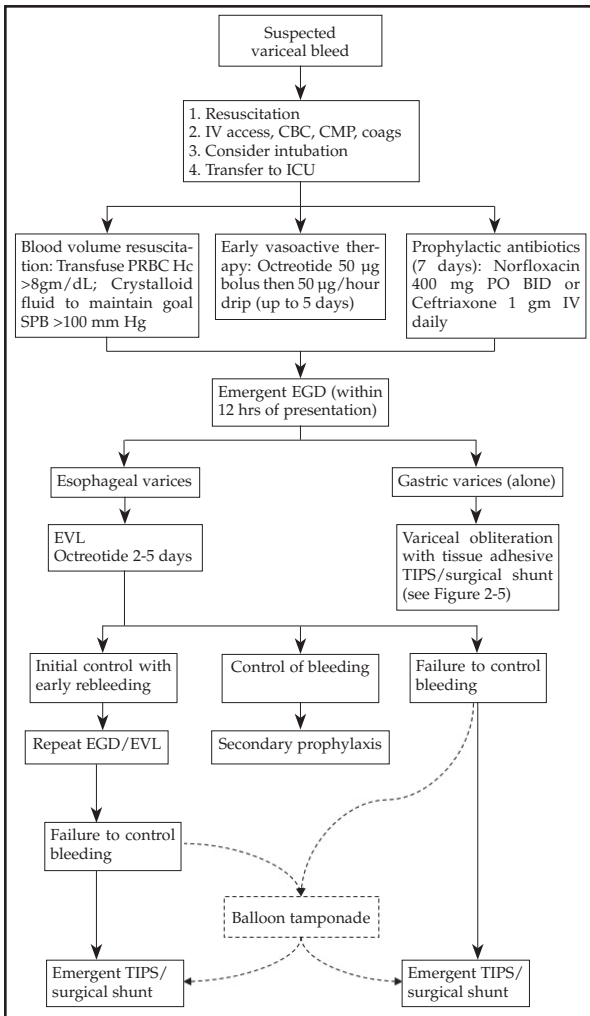 Suspected
variceal bleed
1. Resuscitation
2. IV access, CBC, CMP, coags
3. Consider intubation
4. Transfer to ICU
Blood volume resuscita-
tion: Transfuse PRBC Hc
>8gm/dL; Crystalloid
fluid to maintain goal
SPB >100 mm Hg
Early vasoactive ther-
apy: Octreotide 50 µg
bolus then 50 µg/hour
drip (up to 5 days)
Prophylactic antibiotics
(7 days): Norfloxacin
400 mg PO BID or
Ceftriaxone 1 gm IV
daily
Emergent EGD (within
12 hrs of presentation)
Esophageal varices
Gastric varices (alone)
EVL
Octreotide 2-5 days
Variceal obliteration
with tissue adhesive
TIPS/surgical shunt
(see Figure 2-5)
Initial control with
early rebleeding
Control of bleeding
Failure to control
bleeding
Repeat EGD/EVL
Secondary prophylaxis
Failure to control
bleeding
Balloon tamponade
Emergent TIPS/
surgical shunt
Emergent TIPS/
surgical shunt